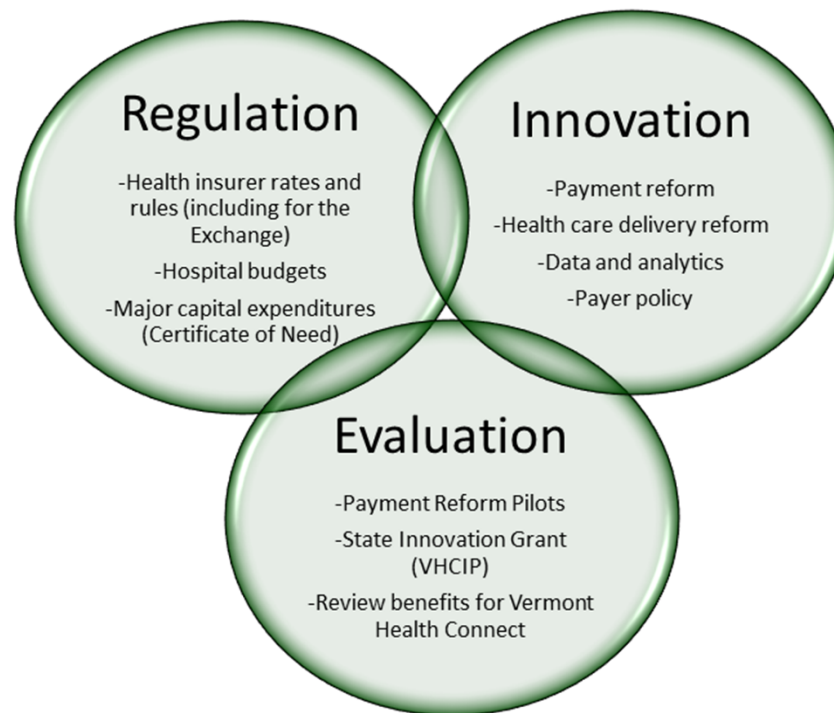 Regulation
-Health insurer rates and
rules (including for the
Exchange)
-Hospital budgets
-Major capital expenditures
(Certificate of Need)
Innovation
-Payment reform
-Health care delivery reform
-Data and analytics
-Payer policy
Evaluation
-Payment Reform Pilots
-State Innovation Grant
(VHCIP)
-Review benefits for Vermont
Health Connect